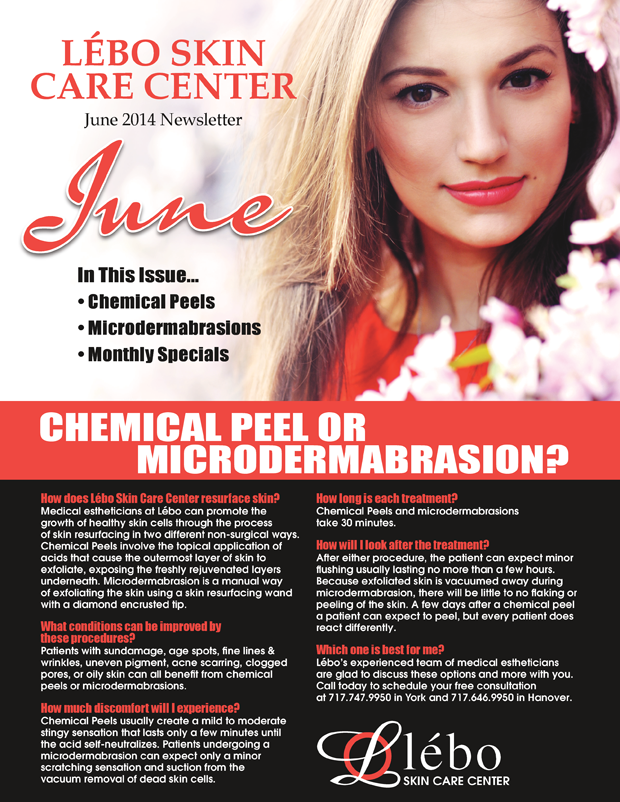 LÉBO SKIN
CARE CENTER
June 2014 Newsletter
June
In This Issue...
• Chemical Peels
• Microdermabrasions
• Monthly Specials
CHEMICAL PEEL OR
MICRODERMABRASION?
How does Lébo Skin Care Center resurface skin?
Medical estheticians at Lébo can promote the
growth of healthy skin cells through the process
of skin resurfacing in two different non-surgical ways.
Chemical Peels involve the topical application of
acids that cause the outermost layer of skin to
exfoliate, exposing the freshly rejuvenated layers
underneath. Microdermabrasion is a manual way
of exfoliating the skin using a skin resurfacing wand
with a diamond encrusted tip.
What conditions can be improved by
these procedures?
Patients with sundamage, age spots, fine lines &
wrinkles, uneven pigment, acne scarring, clogged
pores, or oily skin can all benefit from chemical
peels or microdermabrasions.
How much discomfort will I experience?
Chemical Peels usually create a mild to moderate
stingy sensation that lasts only a few minutes until
the acid self-neutralizes. Patients undergoing a
microdermabrasion can expect only a minor
scratching sensation and suction from the
vacuum removal of dead skin cells.
How long is each treatment?
Chemical Peels and microdermabrasions
take 30 minutes.
How will I look after the treatment?
After either procedure, the patient can expect minor
flushing usually lasting no more than a few hours.
Because exfoliated skin is vacuumed away during
microdermabrasion, there will be little to no flaking or
peeling of the skin. A few days after a chemical peel
a patient can expect to peel, but every patient does
react differently.
Which one is best for me?
Lébo's experienced team of medical estheticians
are glad to discuss these options and more with you.
Call today to schedule your free consultation
at 717.747.9950 in York and 717.646.9950 in Hanover.
L lébo
SKIN CARE CENTER